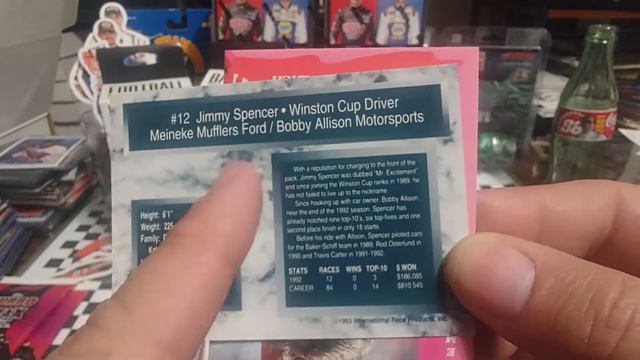 FOOTBALL
#12 Jimmy Spencer • Winston Cup Driver
Meineke Mufflers Ford / Bobby Allison Motorsports
With a reputation for charging to the front of the
pack, Jimmy Spencer was dubbed "Mr. Excitement"
and since joining the Winston Cup ranks in 1989, he
has not failed to live up to the nickname.
Since hooking up with car owner, Bobby Allison,
near the end of the 1992 season, Spencer has
already notched nine top-10's, six top-fives and one
second place finish in only 18 starts.
Before his ride with Allison, Spencer piloted
cars for the Baker-Schiff team in 1989, Rod Osterlund in
1990 and Travis Carter in 1991-1992.
Height: 6'1"
Weight: 225
Family:
STATS RACES WINS TOP-10 $ WON
1992 12 0 3 $186,085
CAREER 84 0 14 $810,545
©1993 International Race Products, Inc.